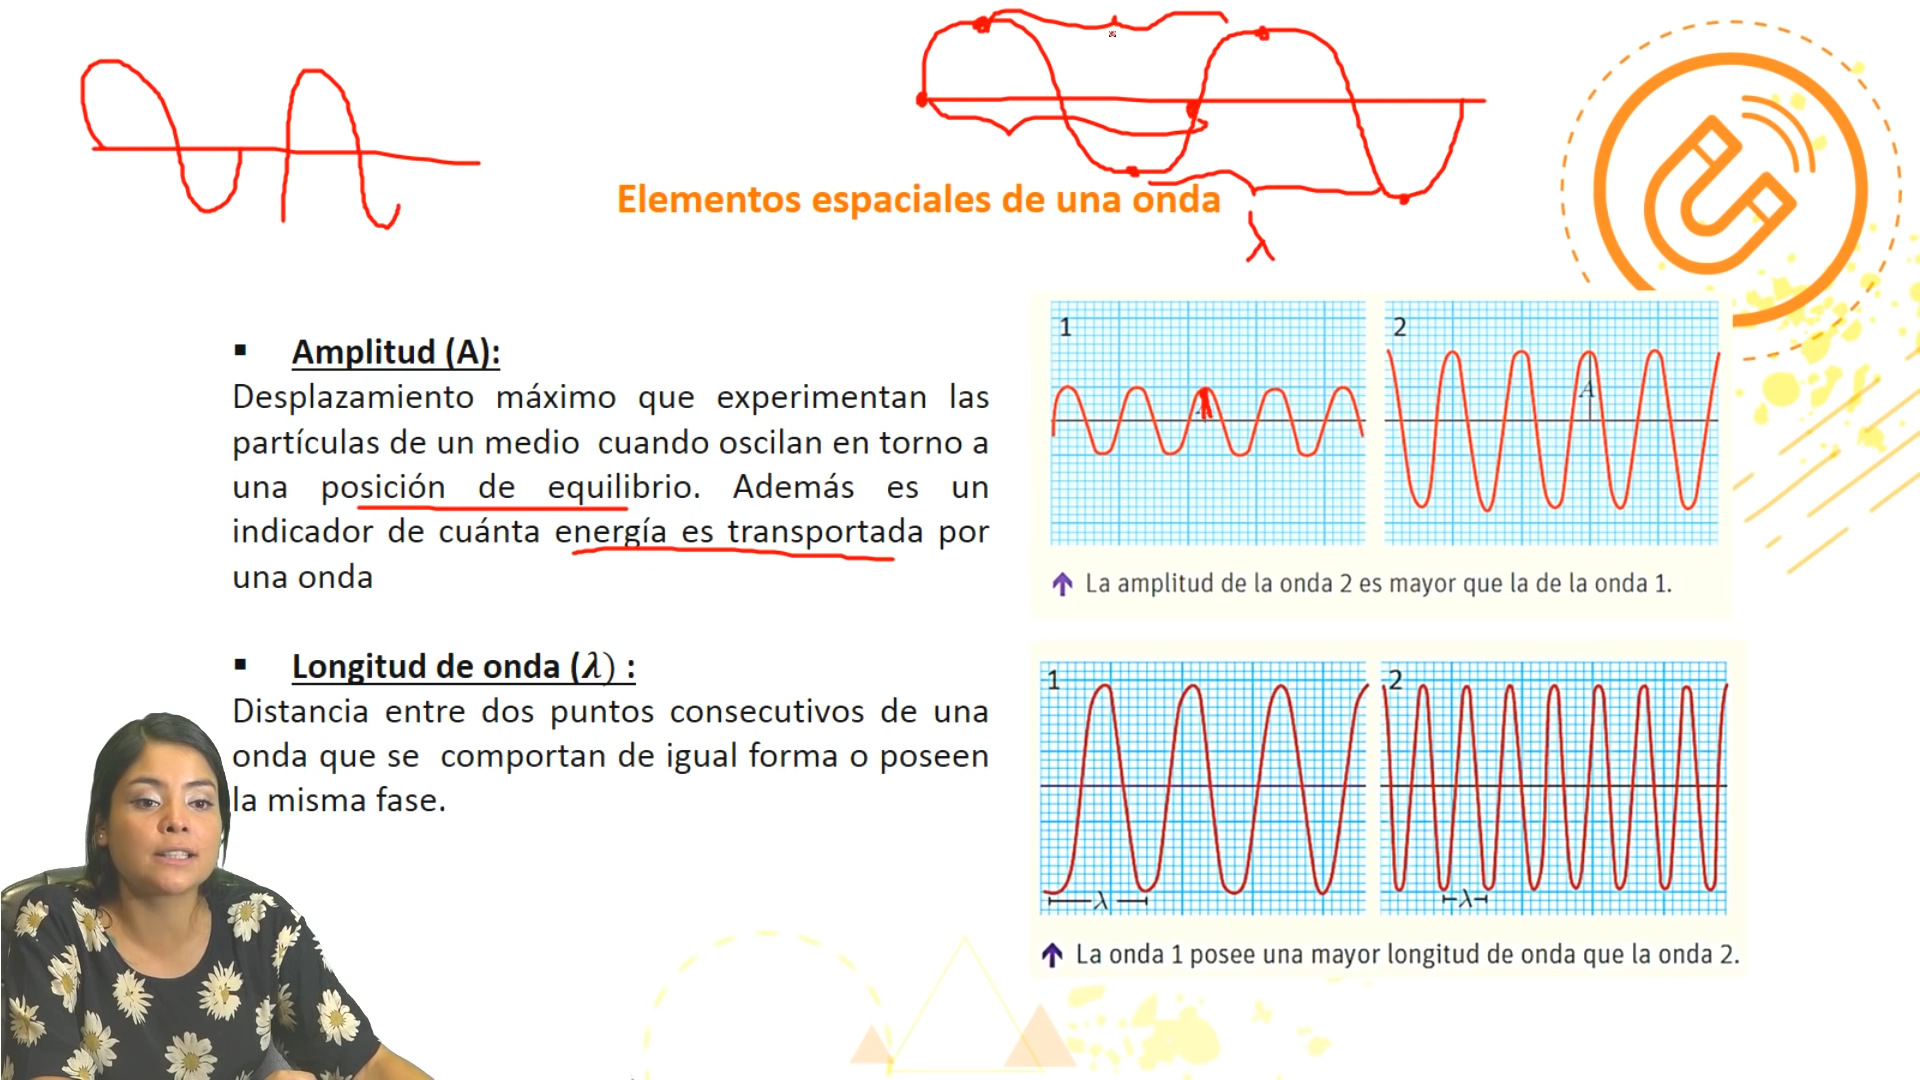 Elementos espaciales de una onda
λ
▪ Amplitud (A):
Desplazamiento máximo que experimentan las
partículas de un medio cuando oscilan en torno a
una posición de equilibrio. Además es un
indicador de cuánta energía es transportada por
una onda
1
2
A
La amplitud de la onda 2 es mayor que la de la onda 1.
▪ Longitud de onda (λ) :
Distancia entre dos puntos consecutivos de una
onda que se comportan de igual forma o poseen
la misma fase.
1
2
λ
λ
La onda 1 posee una mayor longitud de onda que la onda 2.